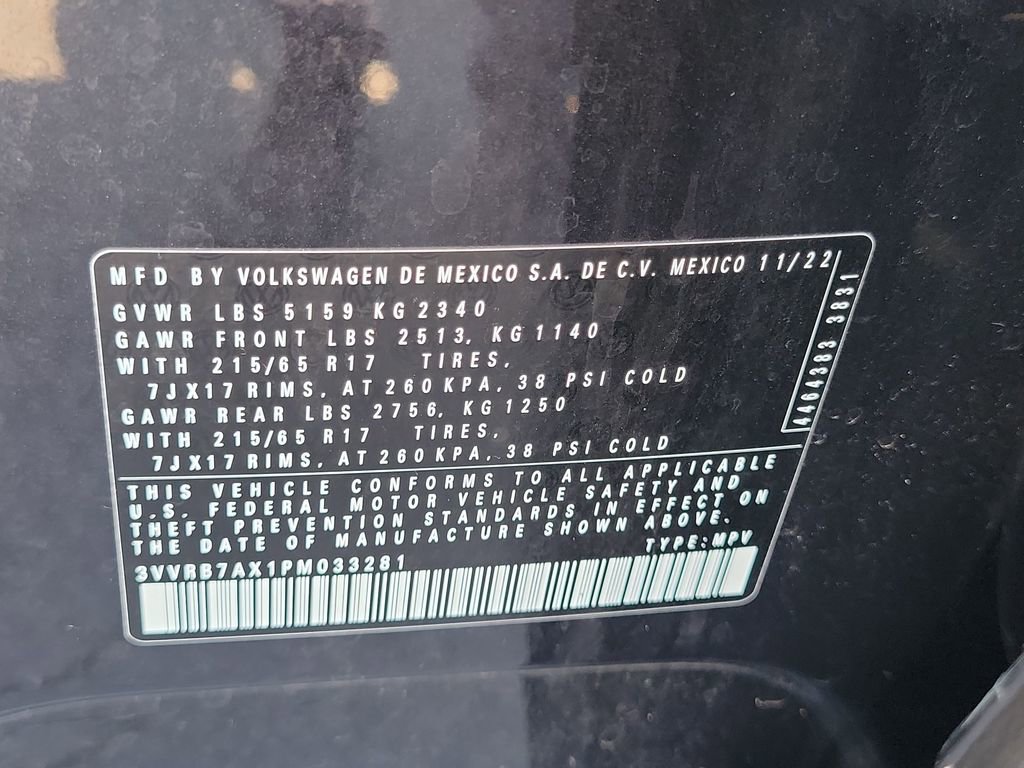 MFD BY VOLKSWAGEN DE MEXICO S.A. DE C.V. MEXICO 11/22
GVWR LBS 5159 KG 2340
GAWR FRONT LBS 2513, KG 1140
WITH 215/65 R17 TIRES,
7JX17 RIMS, AT 260 KPA, 38 PSI COLD
GAWR REAR LBS 2756, KG 1250
WITH 215/65 R17 TIRES,
7JX17 RIMS, AT 260 KPA, 38 PSI COLD
4464383 3831
THIS VEHICLE CONFORMS TO ALL APPLICABLE
U.S. FEDERAL MOTOR VEHICLE SAFETY AND
THEFT PREVENTION STANDARDS IN EFFECT ON
THE DATE OF MANUFACTURE SHOWN ABOVE.
TYPE: MPV
3VVRB7AX1PM033281